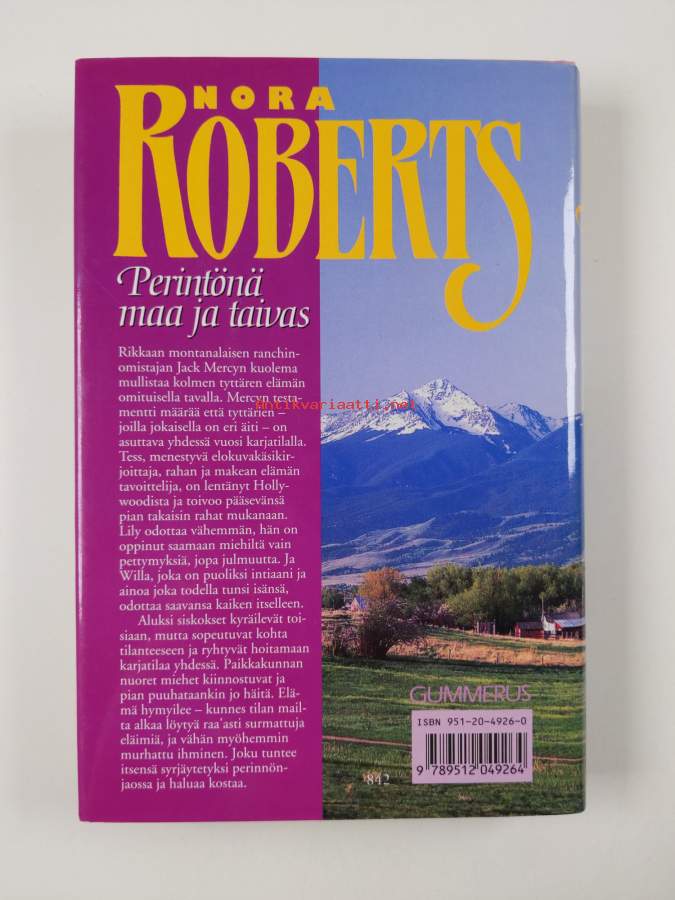 NORA
ROBERTS
Perintönä
maa ja taivas
Rikkaan montanalaisen ranchin-
omistajan Jack Mercyn kuolema
mullistaa kolmen tyttären elämän
omituisella tavalla. Mercyn testa-
mentti määrää että tyttärien –
joilla jokaisella on eri äiti – on
asuttava yhdessä vuosi karjatilalla.
Tess, menestyvä elokuvakäsikir-
joittaja, rahan ja makean elämän
tavoittelija, on lentänyt Holly-
woodista ja toivoo pääsevänsä
pian takaisin rahat mukanaan.
Lily odottaa vähemmän, hän on
oppinut saamaan miehiltä vain
pettymyksiä, jopa julmuutta. Ja
Willa, joka on puoliksi intiaani ja
ainoa joka todella tunsi isänsä,
odottaa saavansa kaiken itselleen.
Aluksi siskokset kyräilevät toi-
siaan, mutta sopeutuvat kohta
tilanteeseen ja ryhtyvät hoitamaan
karjatilaa yhdessä. Paikkakunnan
nuoret miehet kiinnostuvat ja
pian puuhataankin jo häitä. Elä-
mä hymyilee – kunnes tilan mail-
ta alkaa löytyä raa'asti surmattuja
eläimiä, ja vähän myöhemmin
murhattu ihminen. Joku tuntee
itsensä syrjäytetyksi perinnön-
jaossa ja haluaa kostaa.
Antikvariaatti.net
GUMMERUS
ISBN 951-20-4926-0
9 789512 049264
842